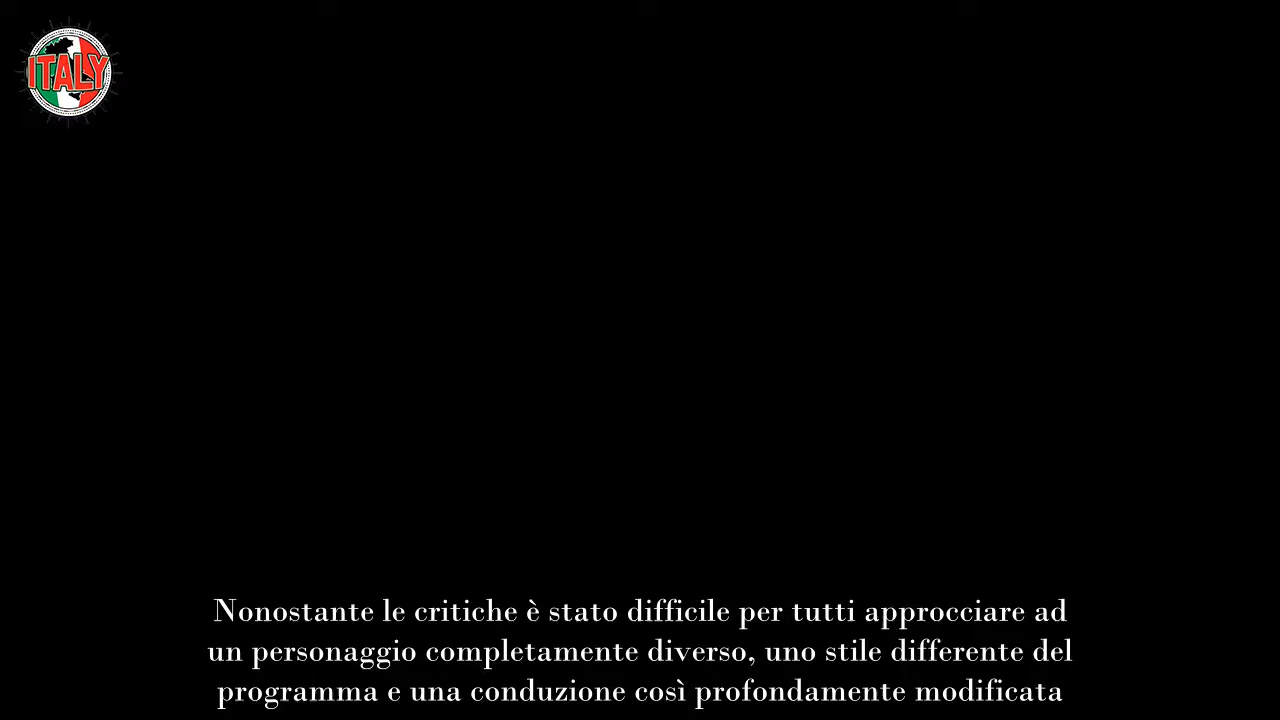 ITALY
Nonostante le critiche è stato difficile per tutti approcciare ad
un personaggio completamente diverso, uno stile differente del
programma e una conduzione così profondamente modificata